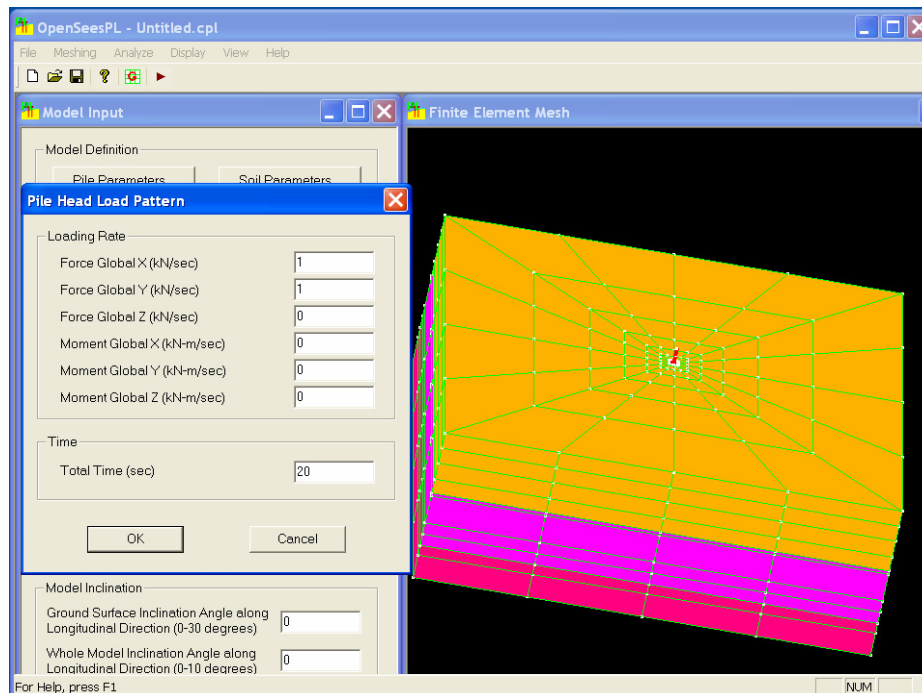 OpenSeesPL - Untitled.cpl
File Meshing Analyze Display View Help
Model Input
Finite Element Mesh
Model Definition
Pile Parameters Soil Parameters
Pile Head Load Pattern
Loading Rate
Force Global X (kN/sec) 1
Force Global Y (kN/sec) 1
Force Global Z (kN/sec) 0
Moment Global X (kN-m/sec) 0
Moment Global Y (kN-m/sec) 0
Moment Global Z (kN-m/sec) 0
Time
Total Time (sec) 20
OK Cancel
Model Inclination
Ground Surface Inclination Angle along
Longitudinal Direction (0-30 degrees) 0
Whole Model Inclination Angle along
Longitudinal Direction (0-10 degrees) 0
For Help, press F1 NUM